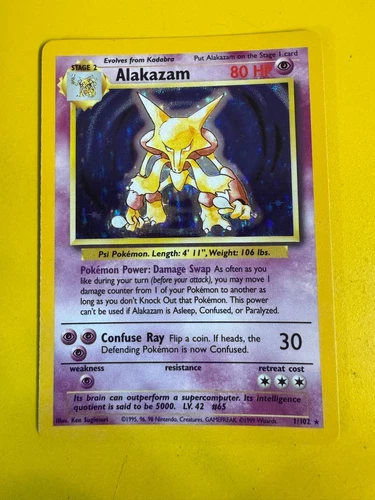 Evolves from Kadabra Put Alakazam on the Stage 1 card
STAGE 2 Alakazam 80 HP
Psi Pokémon. Length: 4' 11", Weight: 106 lbs.
Pokémon Power: Damage Swap As often as you
like during your turn (before your attack), you may move 1
damage counter from 1 of your Pokémon to another as
long as you don't Knock Out that Pokémon. This power
can't be used if Alakazam is Asleep, Confused, or Paralyzed.
Confuse Ray Flip a coin. If heads, the 30
Defending Pokémon is now Confused.
weakness resistance retreat cost
Its brain can outperform a supercomputer. Its intelligence
quotient is said to be 5000. LV. 42 #65
Illus. Ken Sugimori ©1995, 96, 98 Nintendo, Creatures, GAMEFREAK. ©1999 Wizards. 1/102 ★